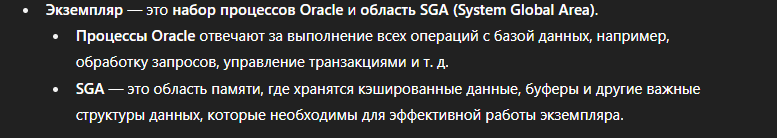 • Экземпляр — это набор процессов Oracle и область SGA (System Global Area).
• Процессы Oracle отвечают за выполнение всех операций с базой данных, например,
обработку запросов, управление транзакциями и т. д.
• SGA — это область памяти, где хранятся кэшированные данные, буферы и другие важные
структуры данных, которые необходимы для эффективной работы экземпляра.